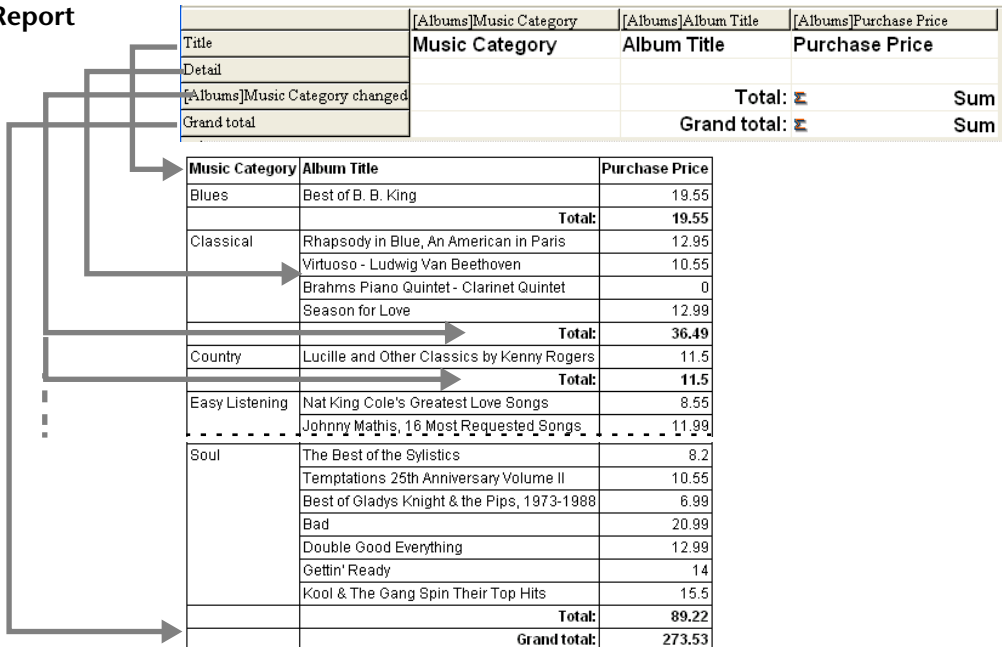 Report
[Albums]Music Category [Albums]Album Title [Albums]Purchase Price
Title Music Category Album Title Purchase Price
Detail
[Albums]Music Category changed Total: Σ Sum
Grand total Grand total: Σ Sum
Music Category Album Title Purchase Price
Blues Best of B. B. King 19.55
Total: 19.55
Classical Rhapsody in Blue, An American in Paris 12.95
Virtuoso - Ludwig Van Beethoven 10.55
Brahms Piano Quintet - Clarinet Quintet 0
Season for Love 12.99
Total: 36.49
Country Lucille and Other Classics by Kenny Rogers 11.5
Total: 11.5
Easy Listening Nat King Cole's Greatest Love Songs 8.55
Johnny Mathis, 16 Most Requested Songs 11.99
Soul The Best of the Sylistics 8.2
Temptations 25th Anniversary Volume II 10.55
Best of Gladys Knight & the Pips, 1973-1988 6.99
Bad 20.99
Double Good Everything 12.99
Gettin' Ready 14
Kool & The Gang Spin Their Top Hits 15.5
Total: 89.22
Grand total: 273.53